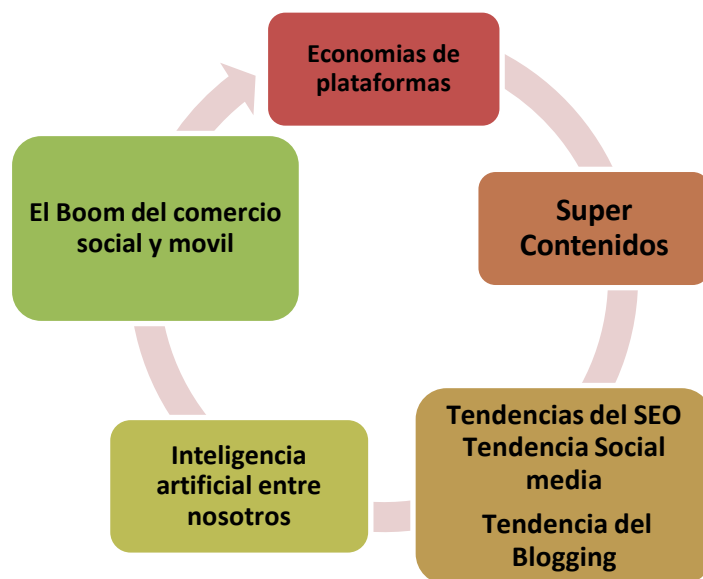 Economias de
plataformas
Super
Contenidos
Tendencias del SEO
Tendencia Social
media
Tendencia del
Blogging
Inteligencia
artificial entre
nosotros
El Boom del comercio
social y movil